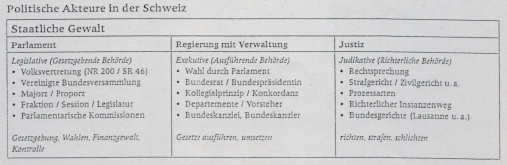 Politische Akteure in der Schweiz
Staatliche Gewalt
Parlament
Regierung mit Verwaltung
Justiz
Legislative (Gesetzgebende Behörde)
• Volksvertretung (NR 200 / SR 46)
• Vereinigte Bundesversammlung
• Majorz / Proporz
• Fraktion / Session / Legislatur
• Parlamentarische Kommissionen
Gesetzgebung, Wahlen, Finanzgewalt,
Kontrolle
Exekutive (Ausführende Behörde)
• Wahl durch Parlament
• Bundesrat / Bundespräsidentin
• Kollegialprinzip / Konkordanz
• Departemente / Vorsteher
• Bundeskanzlei, Bundeskanzler
Gesetze ausführen, umsetzen
Judikative (Richterliche Behörde)
• Rechtsprechung
• Strafgericht / Zivilgericht u. a.
• Prozessarten
• Richterlicher Instanzenweg
• Bundesgerichte (Lausanne u. a.)
richten, strafen, schlichten